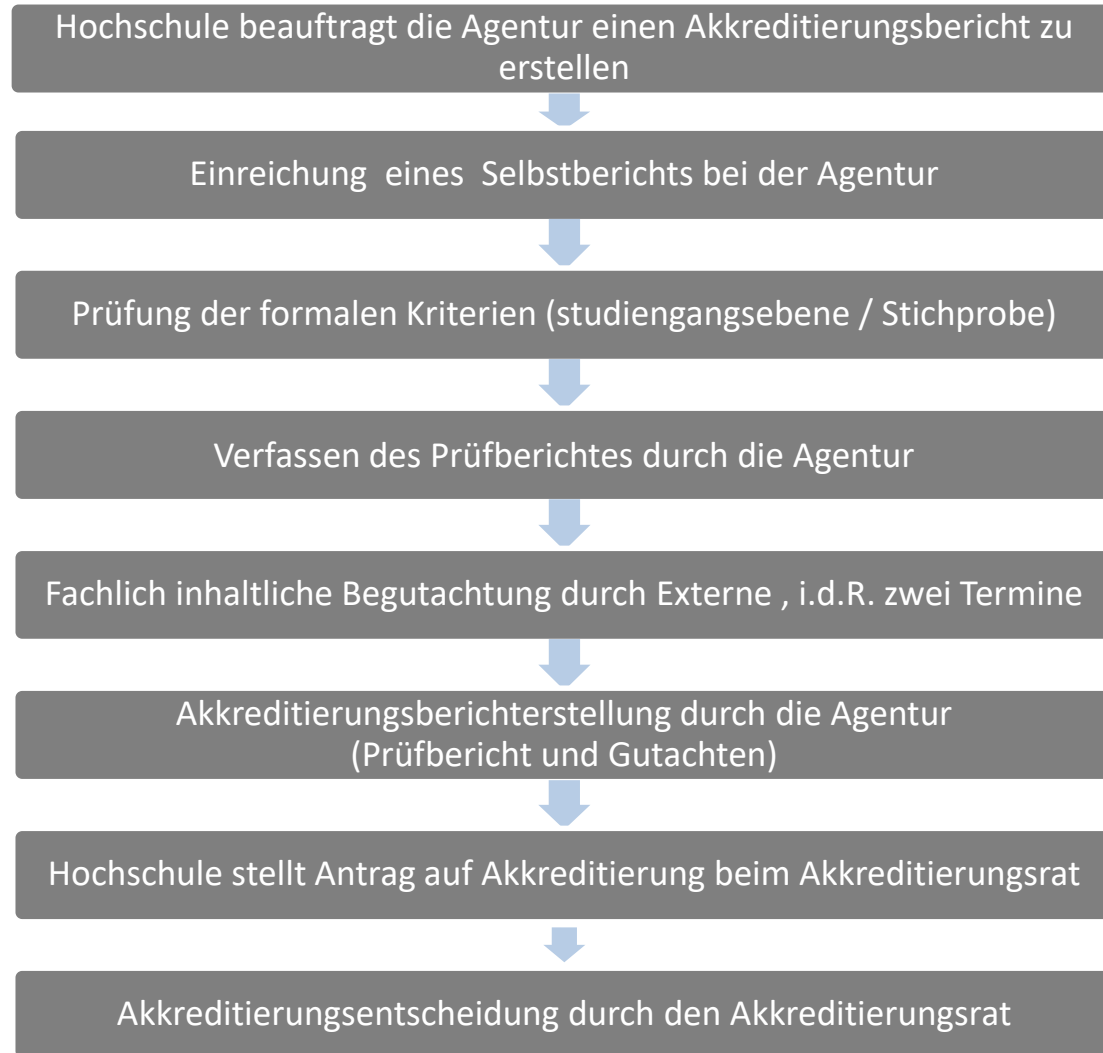 Hochschule beauftragt die Agentur einen Akkreditierungsbericht zu
erstellen
Einreichung  eines  Selbstberichts bei der Agentur
Prüfung der formalen Kriterien (studiengangsebene / Stichprobe)
Verfassen des Prüfberichtes durch die Agentur
Fachlich inhaltliche Begutachtung durch Externe , i.d.R. zwei Termine
Akkreditierungsberichterstellung durch die Agentur
(Prüfbericht und Gutachten)
Hochschule stellt Antrag auf Akkreditierung beim Akkreditierungsrat
Akkreditierungsentscheidung durch den Akkreditierungsrat